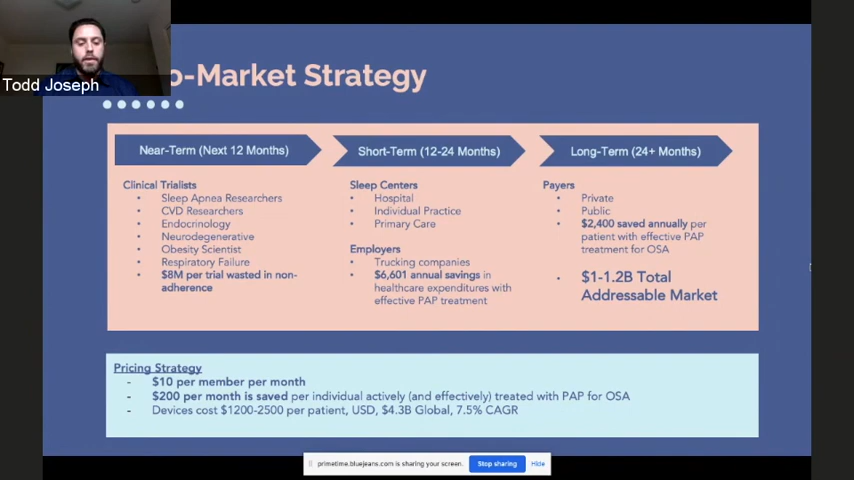 Todd Joseph
o-Market Strategy
Near-Term (Next 12 Months)
Short-Term (12-24 Months)
Long-Term (24+ Months)
Clinical Trialists
• Sleep Apnea Researchers
• CVD Researchers
• Endocrinology
• Neurodegenerative
• Obesity Scientist
• Respiratory Failure
• $8M per trial wasted in non-
adherence
Sleep Centers
• Hospital
• Individual Practice
• Primary Care
Employers
• Trucking companies
• $6,601 annual savings in
healthcare expenditures with
effective PAP treatment
Payers
• Private
• Public
• $2,400 saved annually per
patient with effective PAP
treatment for OSA
• $1-1.2B Total
Addressable Market
Pricing Strategy
- $10 per member per month
- $200 per month is saved per individual actively (and effectively) treated with PAP for OSA
- Devices cost $1200-2500 per patient, USD, $4.3B Global, 7.5% CAGR
primetime.bluejeans.com is sharing your screen.
Stop sharing
Hide